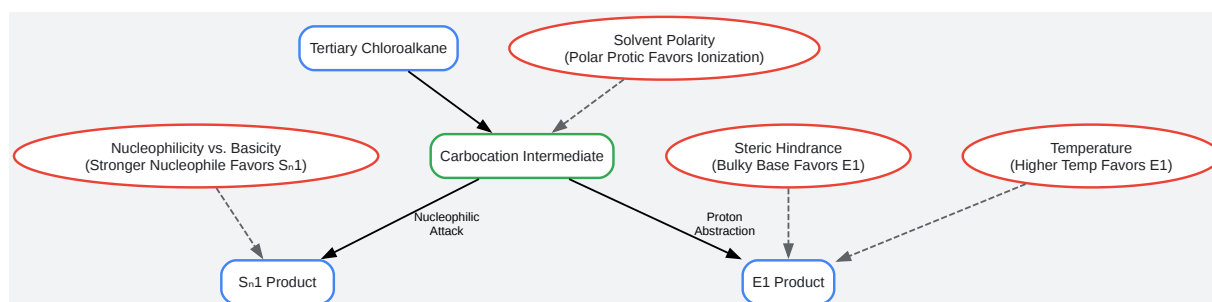 Tertiary Chloroalkane
Solvent Polarity
(Polar Protic Favors Ionization)
Nucleophilicity vs. Basicity
(Stronger Nucleophile Favors Sₙ1)
Carbocation Intermediate
Steric Hindrance
(Bulky Base Favors E1)
Temperature
(Higher Temp Favors E1)
Nucleophilic
Attack
Proton
Abstraction
Sₙ1 Product
E1 Product